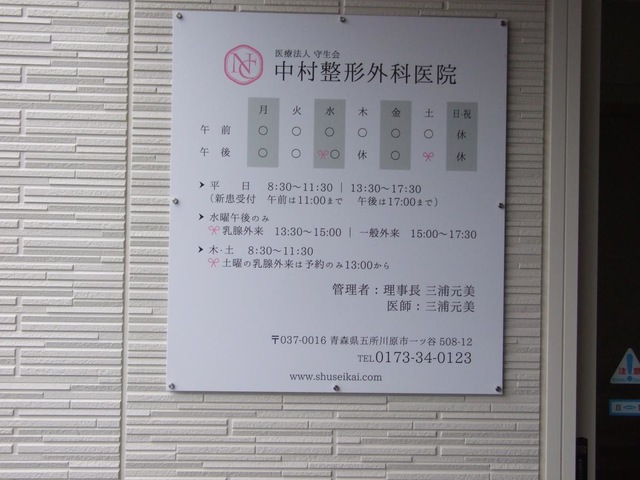 NC
医療法人 守生会
中村整形外科医院
月 火 水 木 金 土 日・祝
午前 ○ ○ ○ ○ ○ ○ 休
午後 ○ ○ ○ 休 ○ 休
平日 8:30~11:30 | 13:30~17:30
(新患受付 午前は11:00まで 午後は17:00まで)
水曜午後のみ
乳腺外来 13:30~15:00 | 一般外来 15:00~17:30
木・土 8:30~11:30
土曜の乳腺外来は予約のみ13:00から
管理者：理事長 三浦元美
医師：三浦元美
〒037-0016 青森県五所川原市一ツ谷 508-12
TEL 0173-34-0123
www.shuseikai.com
注